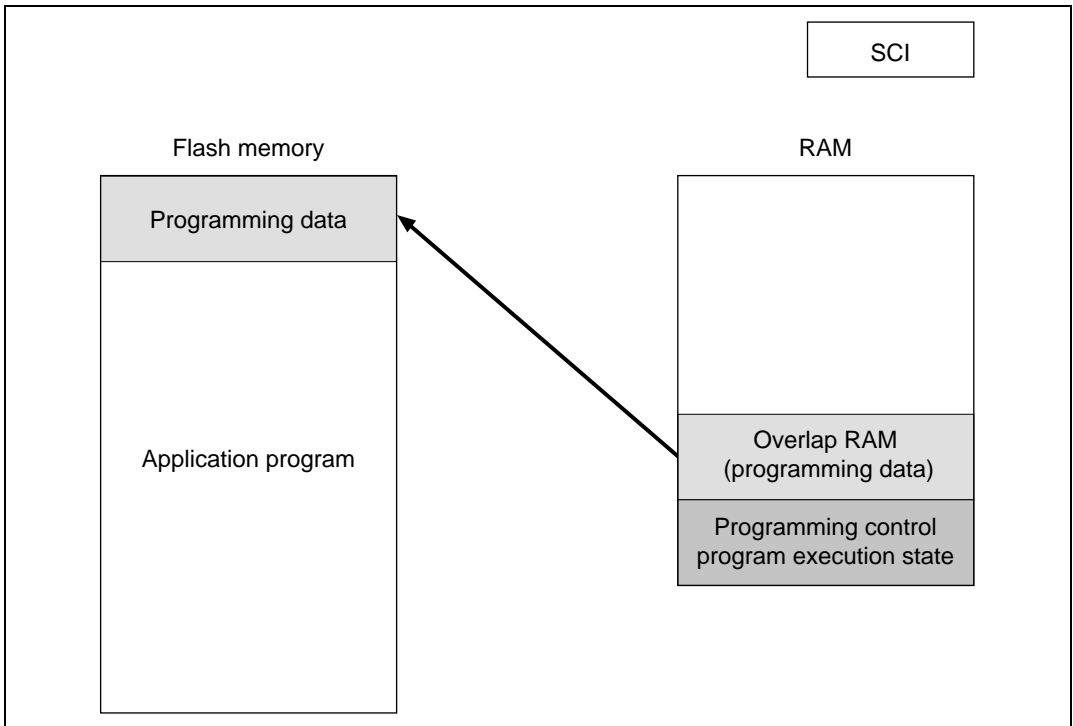 SCI
Flash memory
RAM
Programming data
Application program
Overlap RAM
(programming data)
Programming control
program execution state